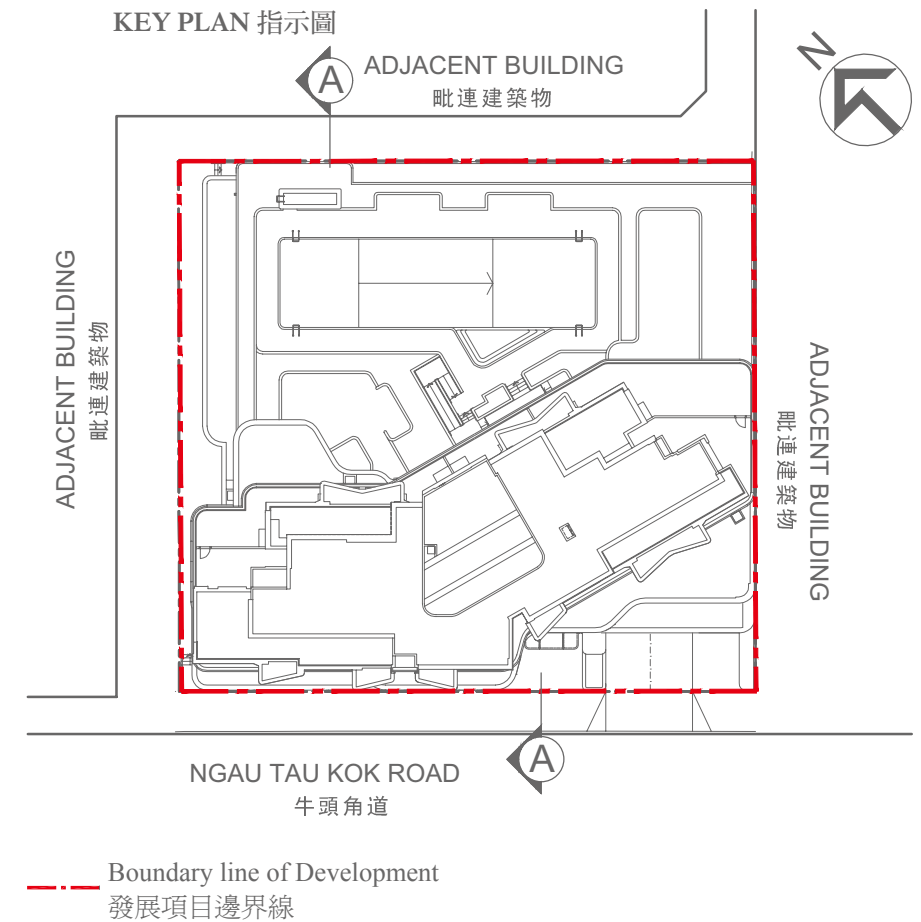 KEY PLAN 指示圖
A
ADJACENT BUILDING
毗連建築物
N
ADJACENT BUILDING
毗連建築物
ADJACENT BUILDING
毗連建築物
A
NGAU TAU KOK ROAD
牛頭角道
Boundary line of Development
發展項目邊界線